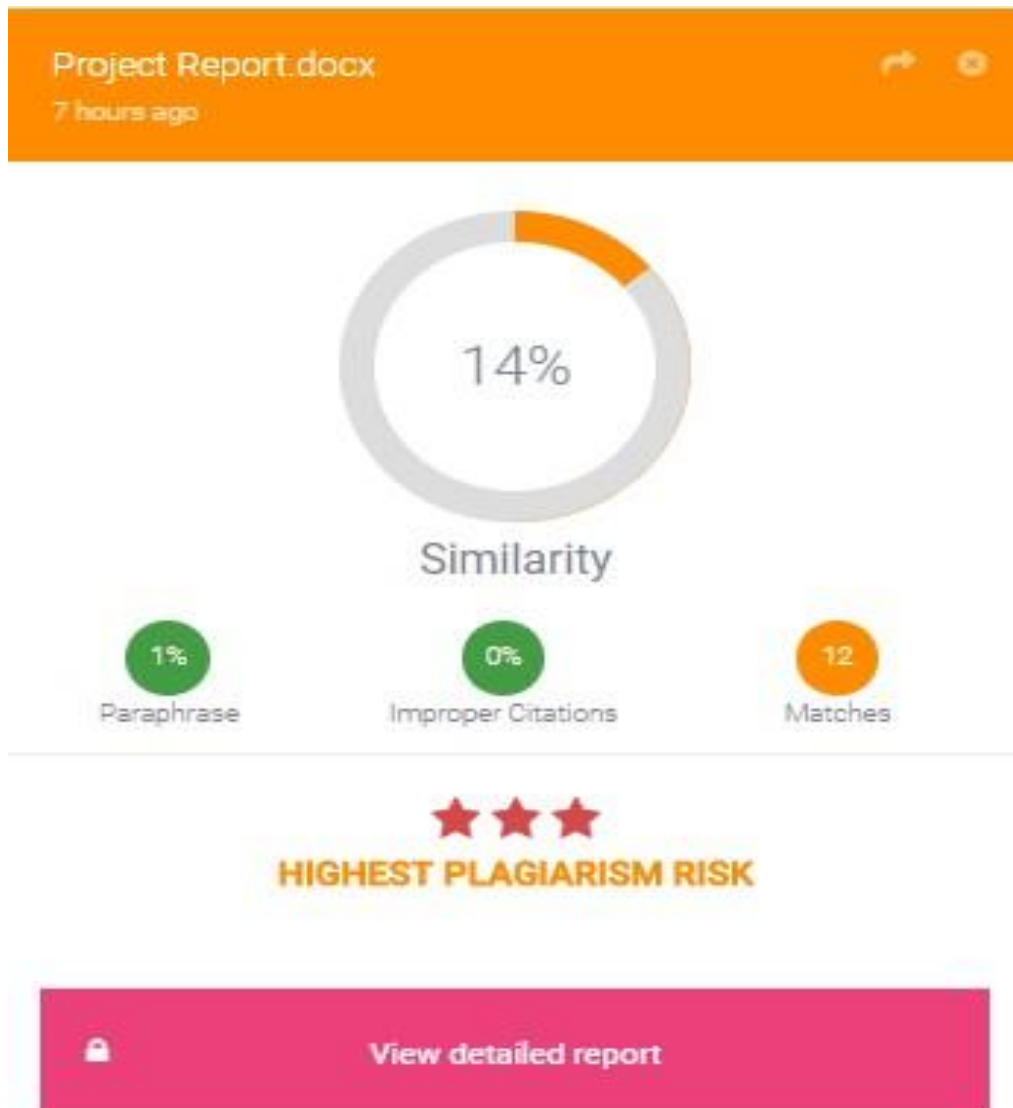 Project Report.docx
7 hours ago
14%
Similarity
1%
0%
12
Paraphrase
Improper Citations
Matches
HIGHEST PLAGIARISM RISK
View detailed report